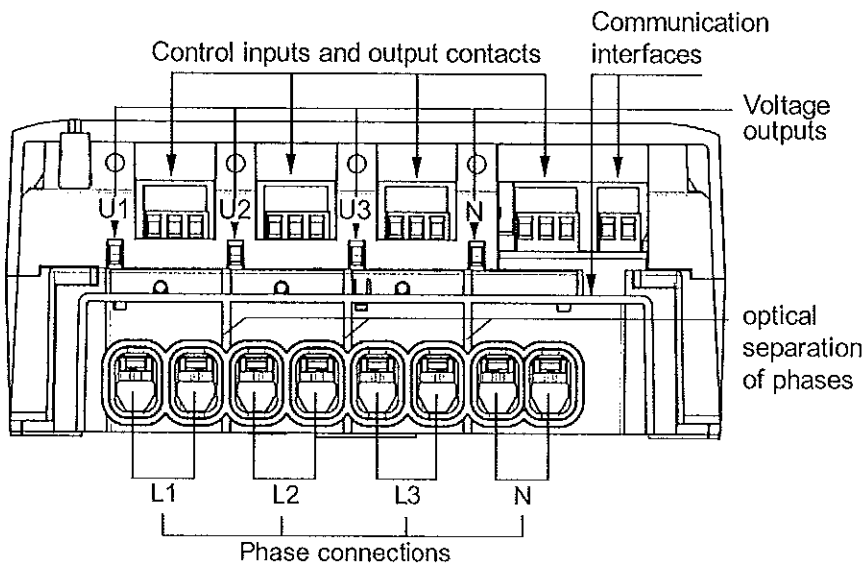 Communication
interfaces
Control inputs and output contacts
Voltage
outputs
U1 U2 U3 N
optical
separation
of phases
L1 L2 L3 N
Phase connections